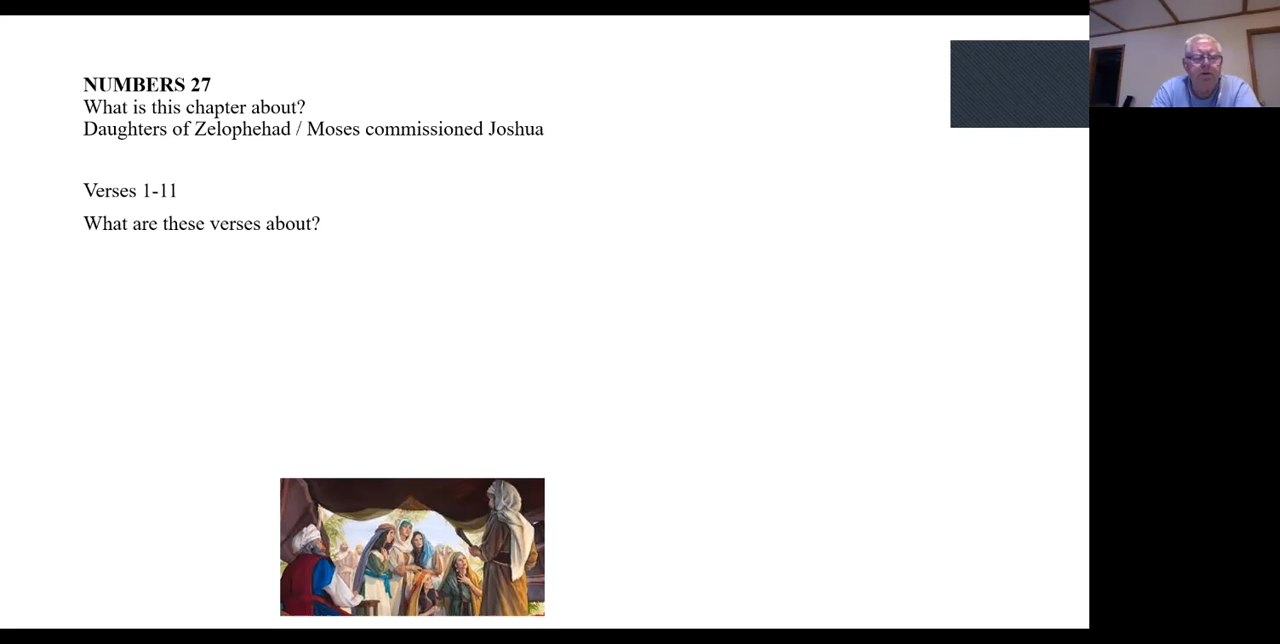 NUMBERS 27
What is this chapter about?
Daughters of Zelophehad / Moses commissioned Joshua
Verses 1-11
What are these verses about?